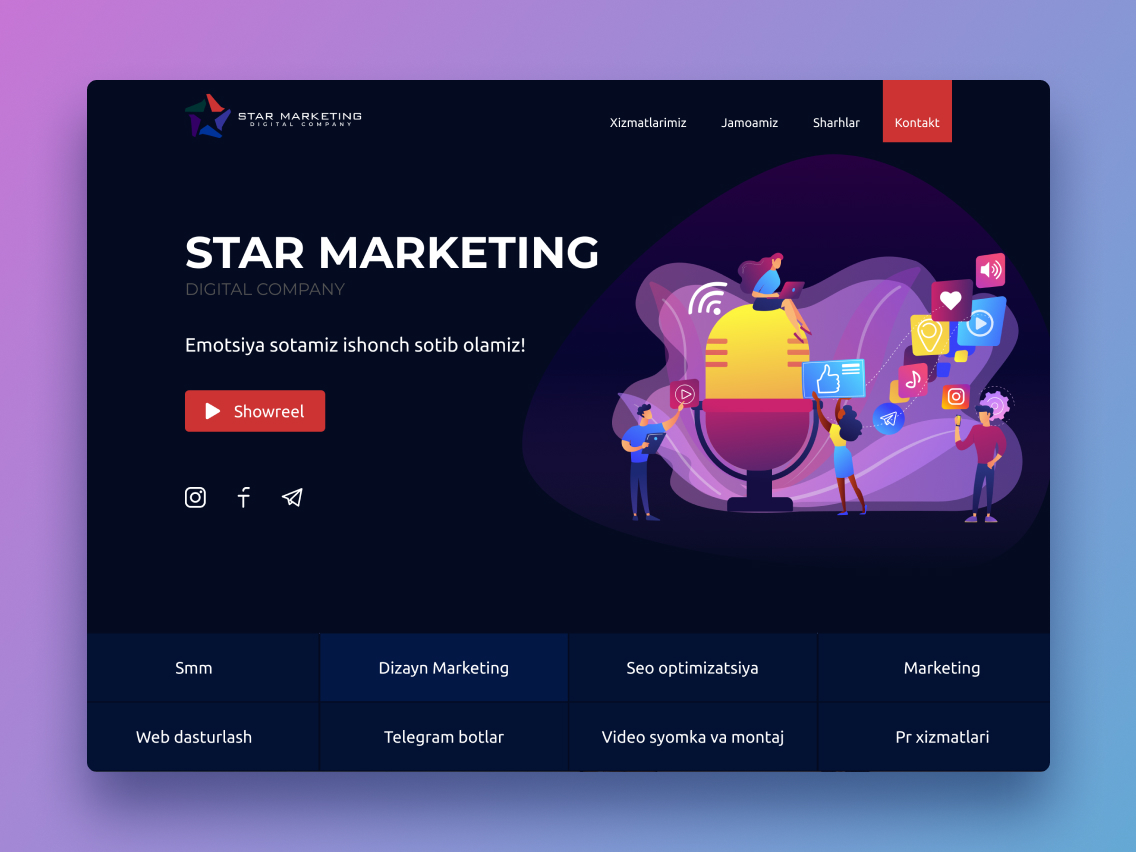 STAR MARKETING
DIGITAL COMPANY
Xizmatlarimiz Jamoamiz Sharhlar Kontakt
STAR MARKETING
DIGITAL COMPANY
Emotsiya sotamiz ishonch sotib olamiz!
Showreel
Smm Dizayn Marketing Seo optimizatsiya Marketing
Web dasturlash Telegram botlar Video syomka va montaj Pr xizmatlari